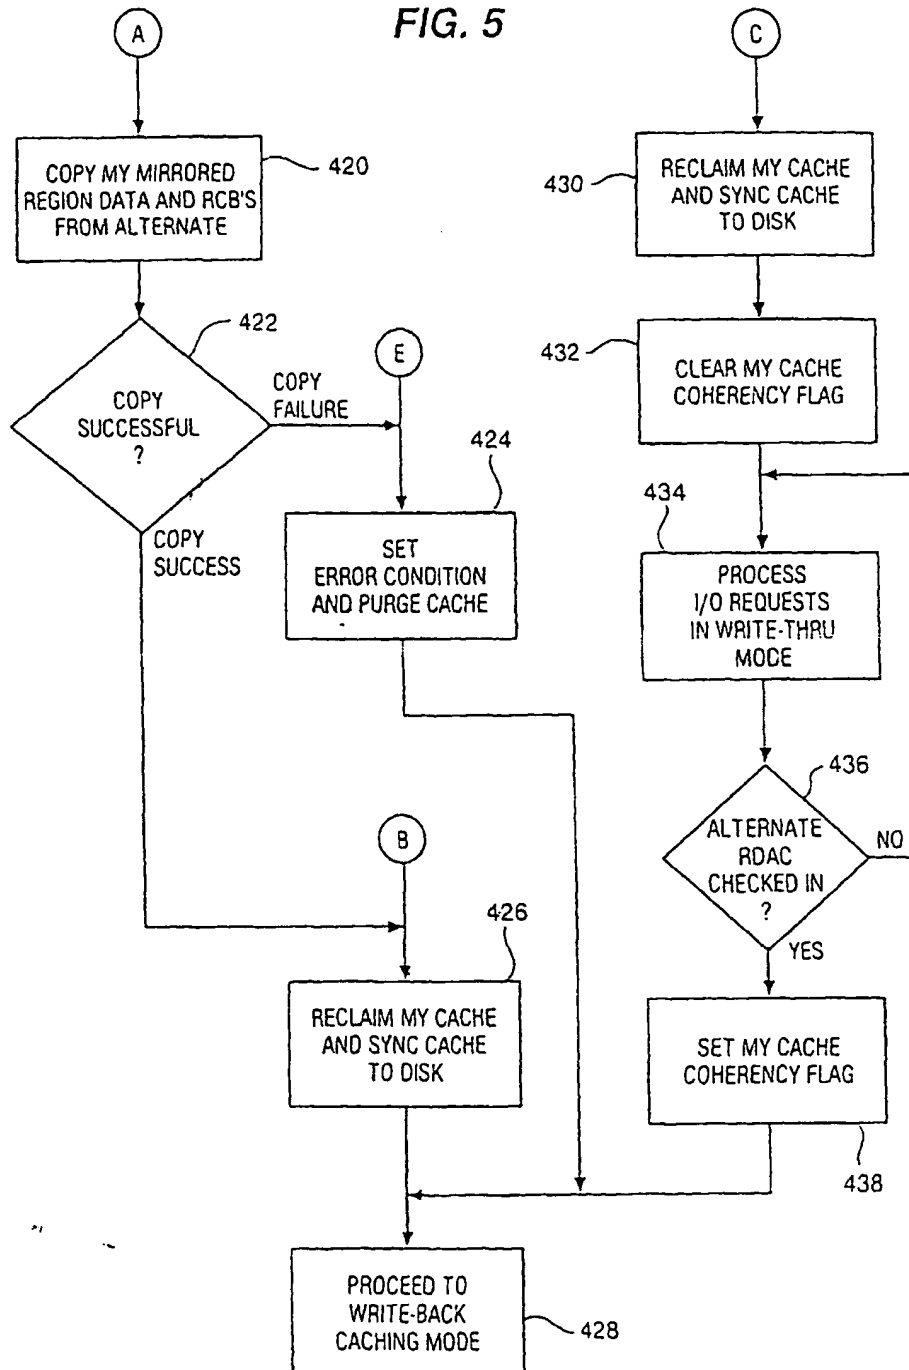 FIG. 5
A
COPY MY MIRRORED
REGION DATA AND RCB'S
FROM ALTERNATE
420
422
COPY
SUCCESSFUL
?
COPY
FAILURE
COPY
SUCCESS
E
424
SET
ERROR CONDITION
AND PURGE CACHE
B
426
RECLAIM MY CACHE
AND SYNC CACHE
TO DISK
PROCEED TO
WRITE-BACK
CACHING MODE
428
C
430
RECLAIM MY CACHE
AND SYNC CACHE
TO DISK
432
CLEAR MY CACHE
COHERENCY FLAG
434
PROCESS
I/O REQUESTS
IN WRITE-THRU
MODE
436
ALTERNATE
RDAC
CHECKED IN
?
NO
YES
SET MY CACHE
COHERENCY FLAG
438